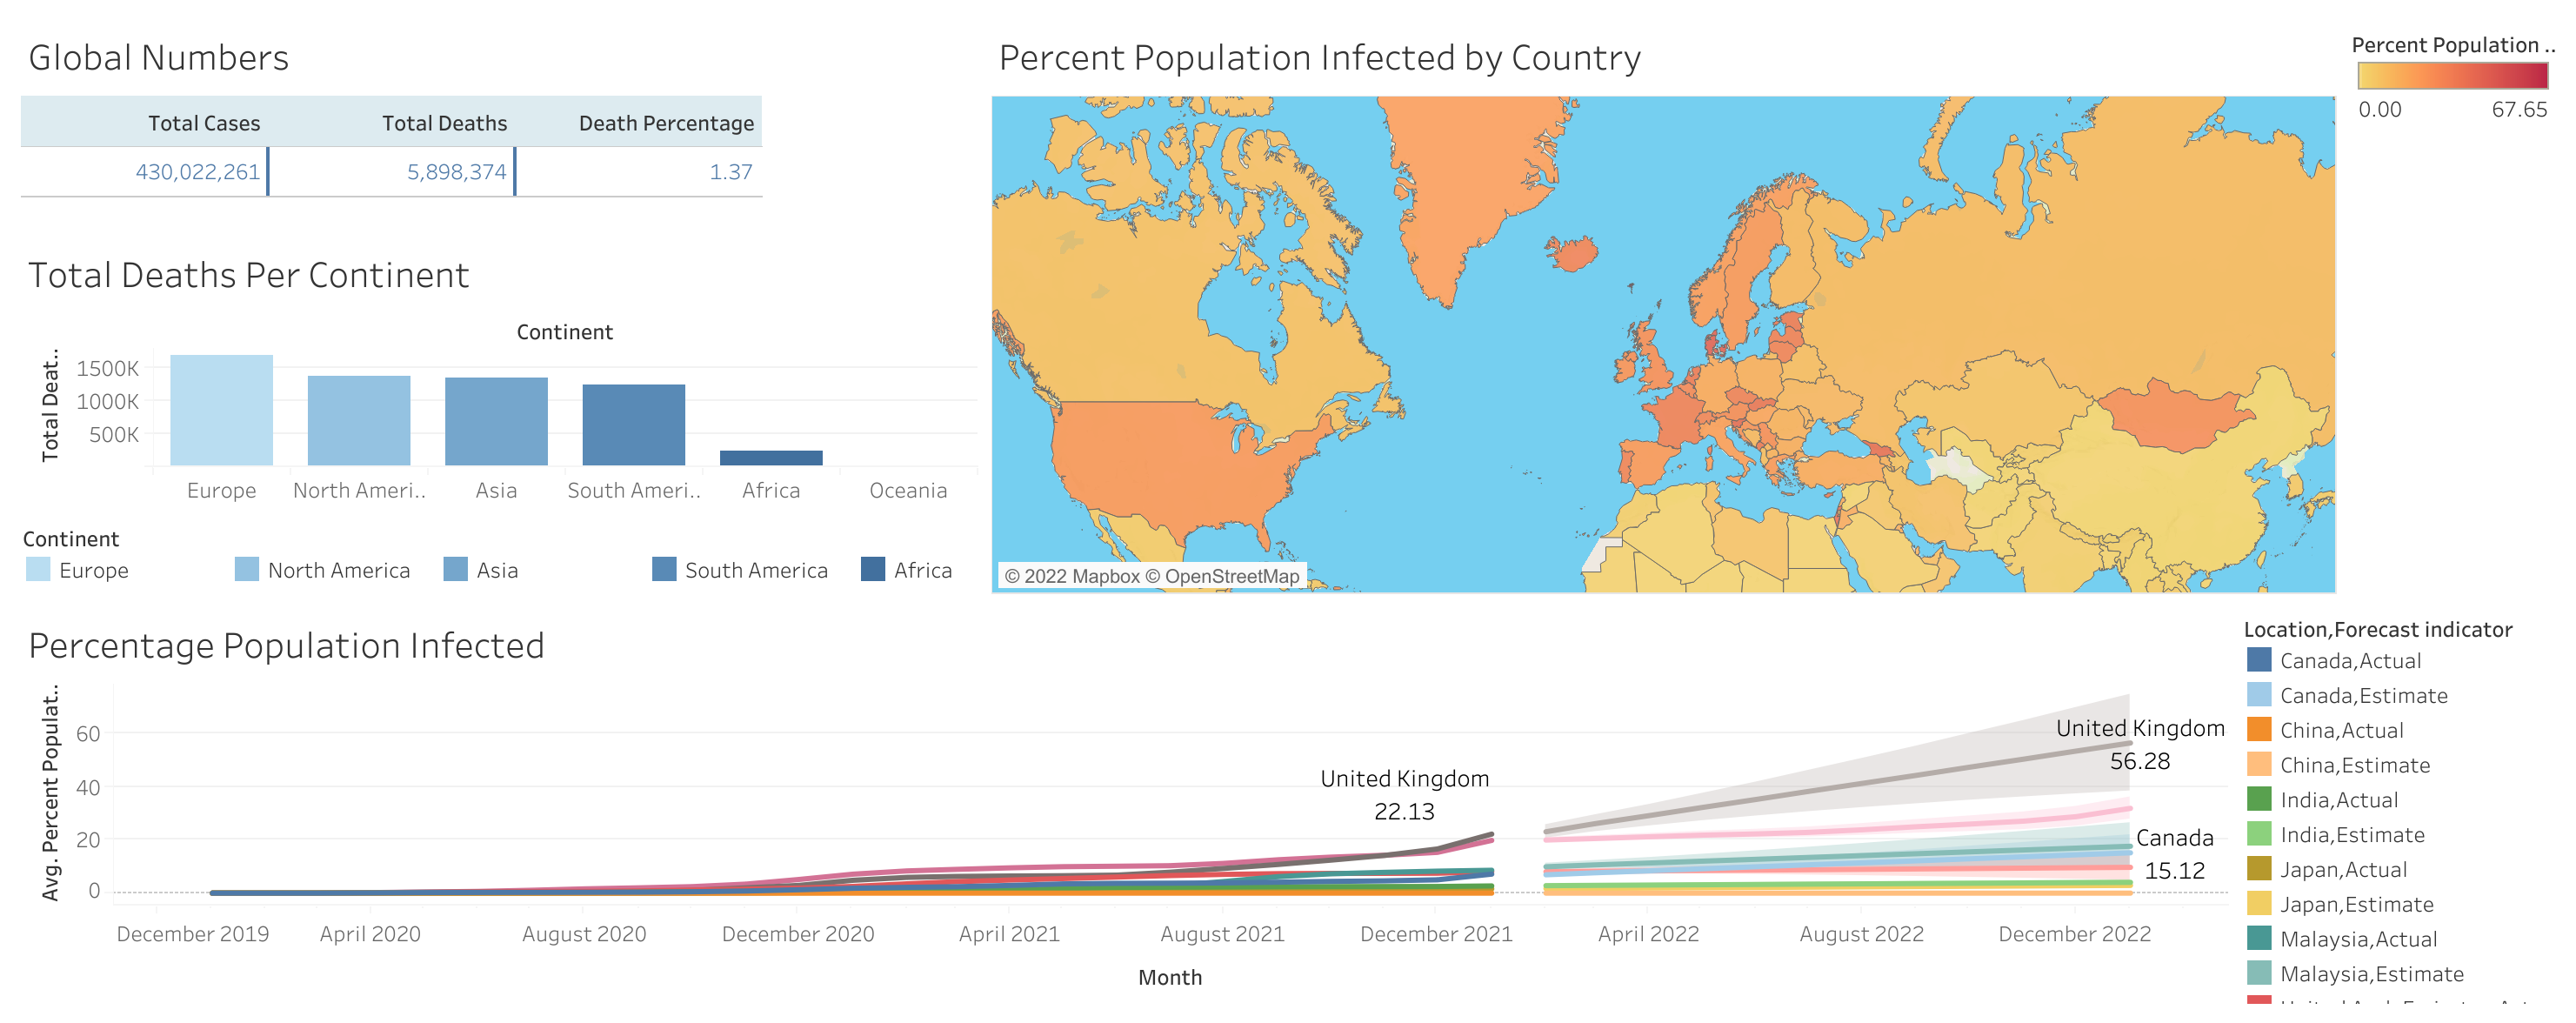 Global Numbers
Total Cases Total Deaths Death Percentage
430,022,261 5,898,374 1.37
Total Deaths Per Continent
Continent
Total Deat..
1500K
1000K
500K
Europe North Ameri.. Asia South Ameri.. Africa Oceania
Continent
Europe North America Asia South America Africa
Percent Population Infected by Country
© 2022 Mapbox © OpenStreetMap
Percent Population ..
0.00 67.65
Percentage Population Infected
Avg. Percent Populat..
60
40
20
0
United Kingdom
22.13
United Kingdom
56.28
Canada
15.12
December 2019 April 2020 August 2020 December 2020 April 2021 August 2021 December 2021 April 2022 August 2022 December 2022
Month
Location,Forecast indicator
Canada,Actual
Canada,Estimate
China,Actual
China,Estimate
India,Actual
India,Estimate
Japan,Actual
Japan,Estimate
Malaysia,Actual
Malaysia,Estimate